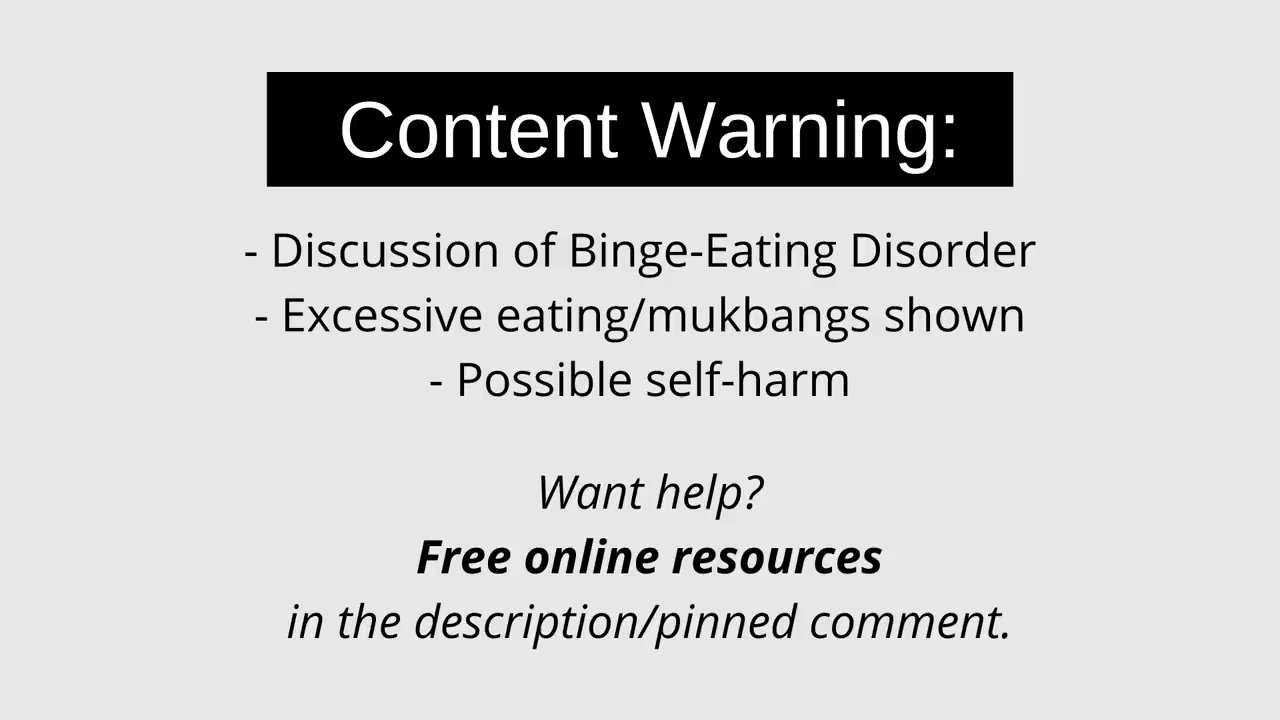 Content Warning:
- Discussion of Binge-Eating Disorder
- Excessive eating/mukbangs shown
- Possible self-harm
Want help?
Free online resources
in the description/pinned comment.